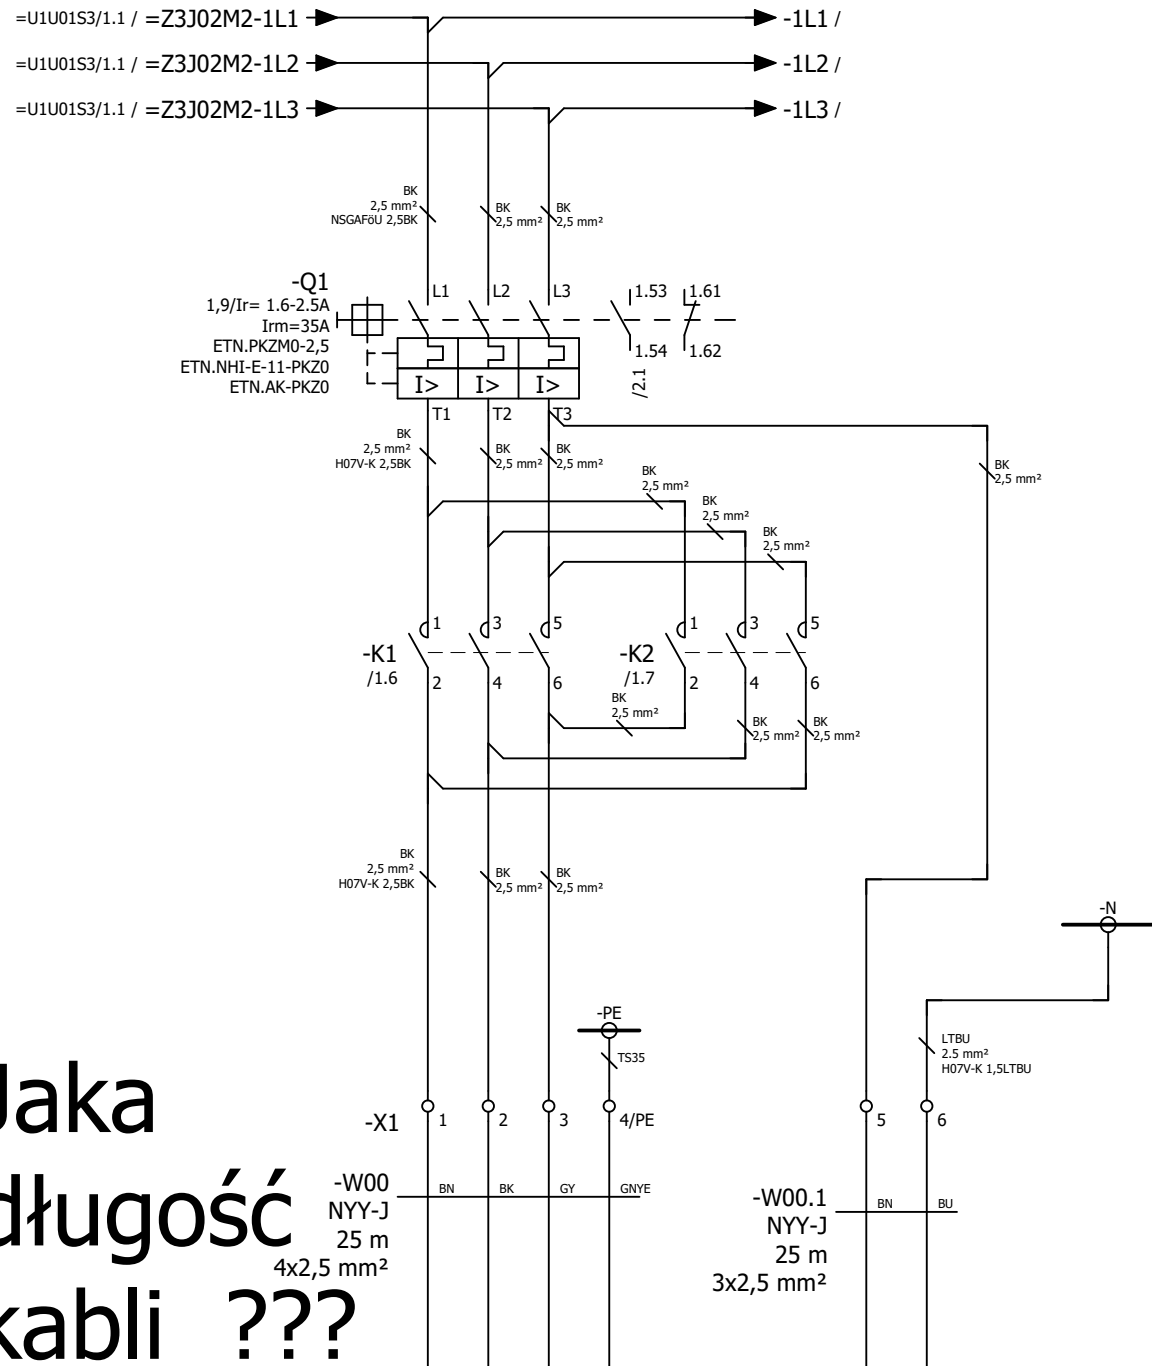 =U1U01S3/1.1 / =Z3J02M2-1L1
-1L1 /
=U1U01S3/1.1 / =Z3J02M2-1L2
-1L2 /
=U1U01S3/1.1 / =Z3J02M2-1L3
-1L3 /
BK
2,5 mm²
NSGAFöU 2,5BK
BK
2,5 mm²
BK
2,5 mm²
-Q1
1,9/Ir= 1.6-2.5A
Irm=35A
ETN.PKZM0-2,5
ETN.NHI-E-11-PKZ0
ETN.AK-PKZ0
L1
L2
L3
1.53
1.61
1.54
1.62
/2.1
I>
I>
I>
T1
T2
T3
BK
2,5 mm²
H07V-K 2,5BK
BK
2,5 mm²
BK
2,5 mm²
BK
2,5 mm²
BK
2,5 mm²
BK
2,5 mm²
BK
2,5 mm²
-K1
/1.6
1
3
5
2
4
6
-K2
/1.7
1
3
5
2
4
6
BK
2,5 mm²
BK
2,5 mm²
BK
2,5 mm²
BK
2,5 mm²
H07V-K 2,5BK
BK
2,5 mm²
BK
2,5 mm²
-N
-PE
TS35
LTBU
2.5 mm²
H07V-K 1,5LTBU
-X1
1
2
3
4/PE
5
6
-W00
NYY-J
25 m
4x2,5 mm²
BN
BK
GY
GNYE
-W00.1
NYY-J
25 m
3x2,5 mm²
BN
BU
Jaka
długość
kabli ???